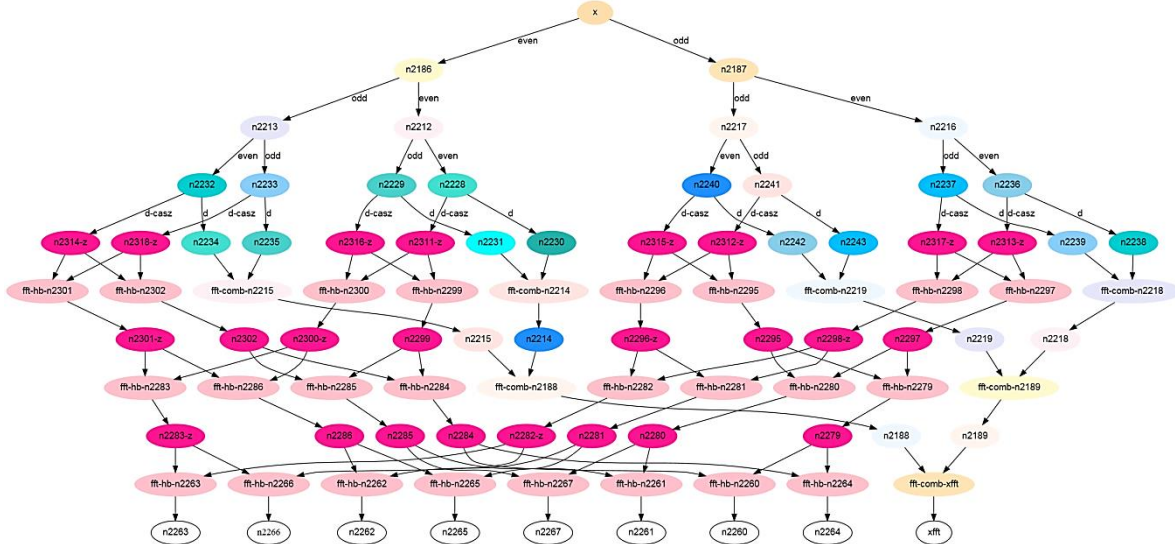 x
even odd
n2186 n2187
odd even odd even
n2213 n2212 n2217 n2216
even odd odd even even odd odd even
n2232 n2233 n2229 n2228 n2240 n2241 n2237 n2236
d-casz d d-casz d d-casz d d-casz d d-casz d d-casz d d-casz d d-casz d
n2314-z n2318-z n2234 n2235 n2316-z n2311-z n2231 n2230 n2315-z n2312-z n2242 n2243 n2317-z n2313-z n2239 n2238
fft-hb-n2301 fft-hb-n2302 fft-comb-n2215 fft-hb-n2300 fft-hb-n2299 fft-comb-n2214 fft-hb-n2296 fft-hb-n2295 fft-comb-n2219 fft-hb-n2298 fft-hb-n2297 fft-comb-n2218
n2301-z n2302 n2300-z n2299 n2215 n2214 n2296-z n2295 n2298-z n2297 n2219 n2218
fft-hb-n2283 fft-hb-n2286 fft-hb-n2285 fft-hb-n2284 fft-comb-n2188 fft-hb-n2282 fft-hb-n2281 fft-hb-n2280 fft-hb-n2279 fft-comb-n2189
n2283-z n2286 n2285 n2284 n2282-z n2281 n2280 n2279 n2188 n2189
fft-hb-n2263 fft-hb-n2266 fft-hb-n2262 fft-hb-n2265 fft-hb-n2267 fft-hb-n2261 fft-hb-n2260 fft-hb-n2264 fft-comb-xfft
n2263 n2266 n2262 n2265 n2267 n2261 n2260 n2264 xfft